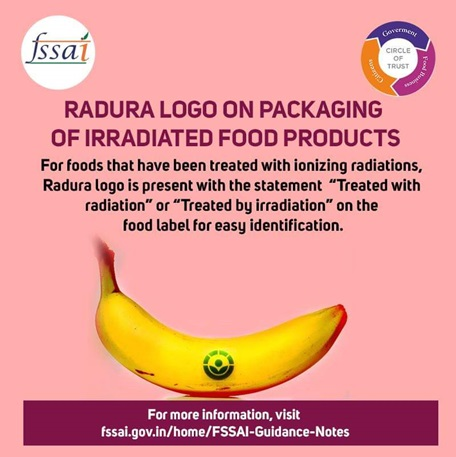 fssai
Goverment
CIRCLE
OF
TRUST
Food Business
Citizens
RADURA LOGO ON PACKAGING
OF IRRADIATED FOOD PRODUCTS
For foods that have been treated with ionizing radiations,
Radura logo is present with the statement “Treated with
radiation” or “Treated by irradiation” on the
food label for easy identification.
For more information, visit
fssai.gov.in/home/FSSAI-Guidance-Notes